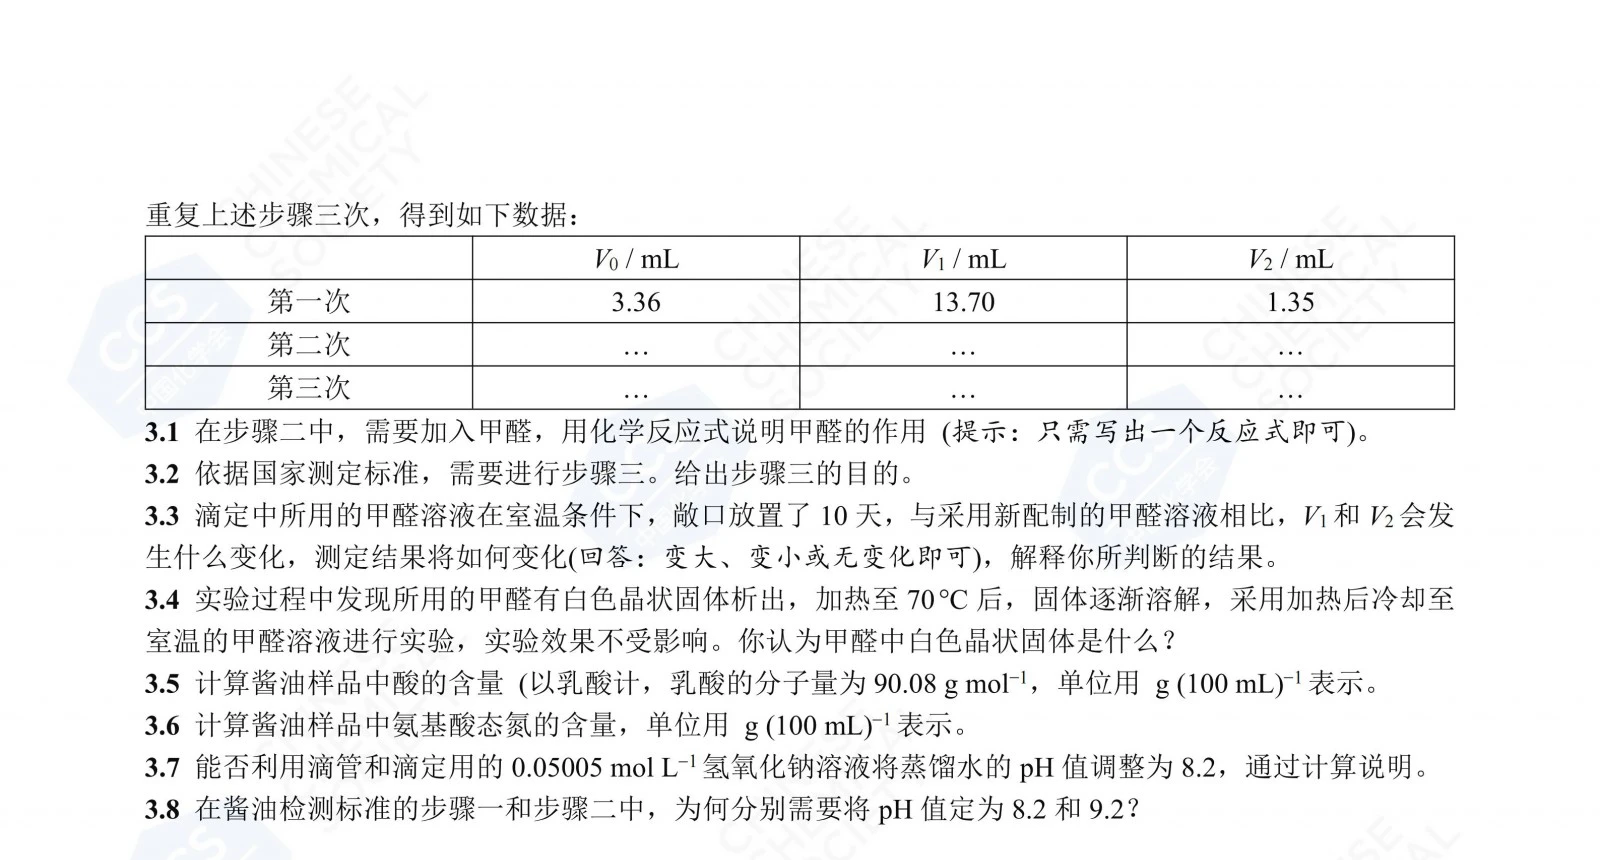 重复上述步骤三次，得到如下数据：
V₀ / mL V₁ / mL V₂ / mL
第一次 3.36 13.70 1.35
第二次 … … …
第三次 … … …
3.1 在步骤二中，需要加入甲醛，用化学反应式说明甲醛的作用 (提示：只需写出一个反应式即可)。
3.2 依据国家测定标准，需要进行步骤三。给出步骤三的目的。
3.3 滴定中所用的甲醛溶液在室温条件下，敞口放置了 10 天，与采用新配制的甲醛溶液相比，V₁ 和 V₂ 会发
生什么变化，测定结果将如何变化(回答：变大、变小或无变化即可)，解释你所判断的结果。
3.4 实验过程中发现所用的甲醛有白色晶状固体析出，加热至 70 °C 后，固体逐渐溶解，采用加热后冷却至
室温的甲醛溶液进行实验，实验效果不受影响。你认为甲醛中白色晶状固体是什么？
3.5 计算酱油样品中酸的含量 (以乳酸计，乳酸的分子量为 90.08 g mol⁻¹，单位用 g (100 mL)⁻¹ 表示。
3.6 计算酱油样品中氨基酸态氮的含量，单位用 g (100 mL)⁻¹ 表示。
3.7 能否利用滴管和滴定用的 0.05005 mol L⁻¹ 氢氧化钠溶液将蒸馏水的 pH 值调整为 8.2，通过计算说明。
3.8 在酱油检测标准的步骤一和步骤二中，为何分别需要将 pH 值定为 8.2 和 9.2？
CHINESE CHEMICAL SOCIETY
CCS
中国化学会